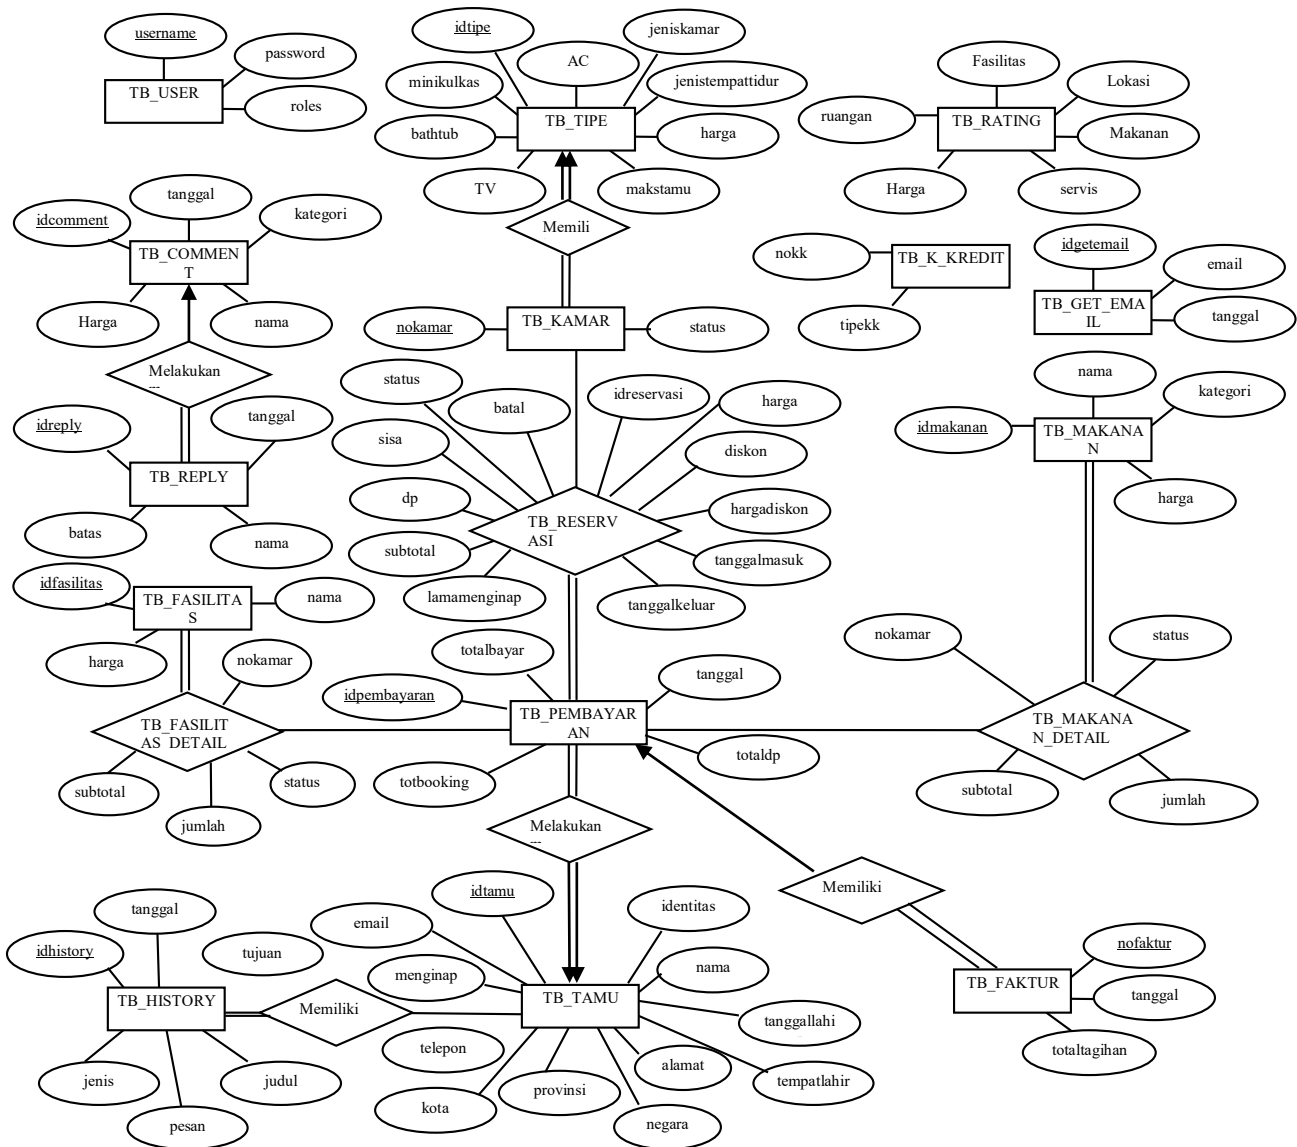 username
password
TB_USER
roles
idtipe
jeniskamar
AC
minikulkas
jenistempattidur
TB_TIPE
bathtub
harga
TV
makstamu
Fasilitas
Lokasi
ruangan
TB_RATING
Makanan
Harga
servis
tanggal
idcomment
kategori
TB_COMMEN
T
Harga
nama
Memili
nokk
TB_K_KREDIT
tipekk
idgetemail
email
TB_GET_EMA
IL
tanggal
nokamar
TB_KAMAR
status
Melakukan
---
idreply
tanggal
TB_REPLY
batas
nama
status
batal
idreservasi
harga
sisa
diskon
dp
TB_RESERV
ASI
hargadiskon
subtotal
tanggalmasuk
lamamenginap
tanggalkeluar
nama
kategori
idmakanan
TB_MAKANA
N
harga
idfasilitas
TB_FASILITA
S
nama
harga
nokamar
TB_FASILIT
AS_DETAIL
subtotal
status
jumlah
totalbayar
tanggal
idpembayaran
TB_PEMBAYAR
AN
totaldp
totbooking
nokamar
status
TB_MAKANA
N_DETAIL
subtotal
jumlah
Melakukan
---
Memiliki
tanggal
idhistory
tujuan
TB_HISTORY
Memiliki
jenis
judul
pesan
idtamu
identitas
email
menginap
nama
TB_TAMU
tanggallahi
telepon
alamat
tempatlahir
kota
provinsi
negara
nofaktur
TB_FAKTUR
tanggal
totaltagihan